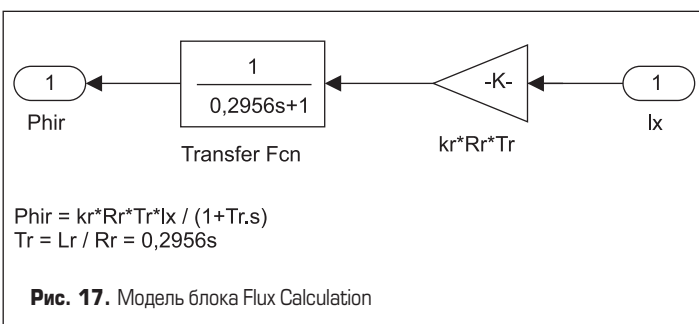 1
Phir
1
0,2956s+1
Transfer Fcn
-K-
kr*Rr*Tr
1
Ix
Phir = kr*Rr*Tr*Ix / (1+Tr.s)
Tr = Lr / Rr = 0,2956s
Рис. 17. Модель блока Flux Calculation